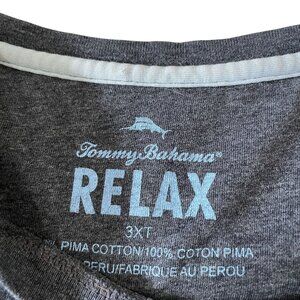 Tommy Bahama®
RELAX
3XT
PIMA COTTON/100% COTON PIMA
PERU/FABRIQUE AU PEROU